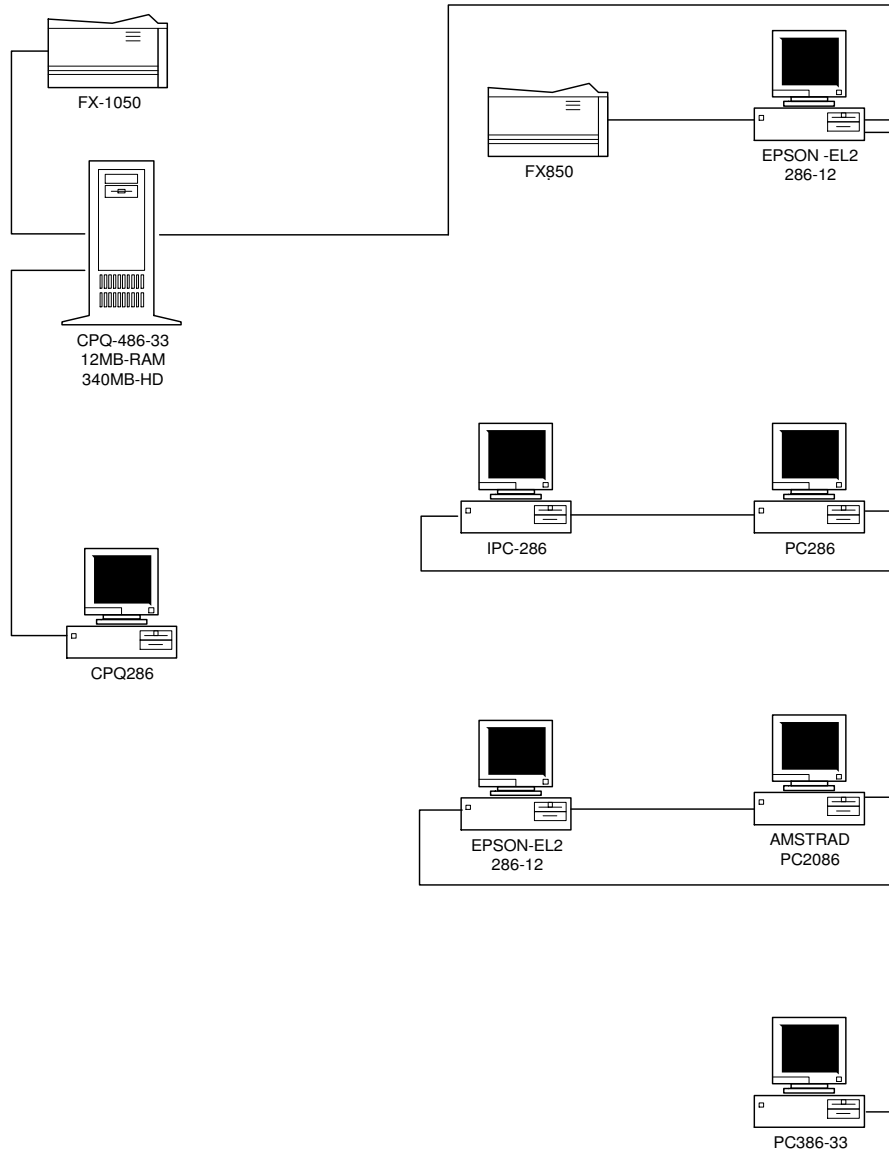 FX-1050
FX850
EPSON -EL2
286-12
CPQ-486-33
12MB-RAM
340MB-HD
IPC-286
PC286
CPQ286
EPSON-EL2
286-12
AMSTRAD
PC2086
PC386-33